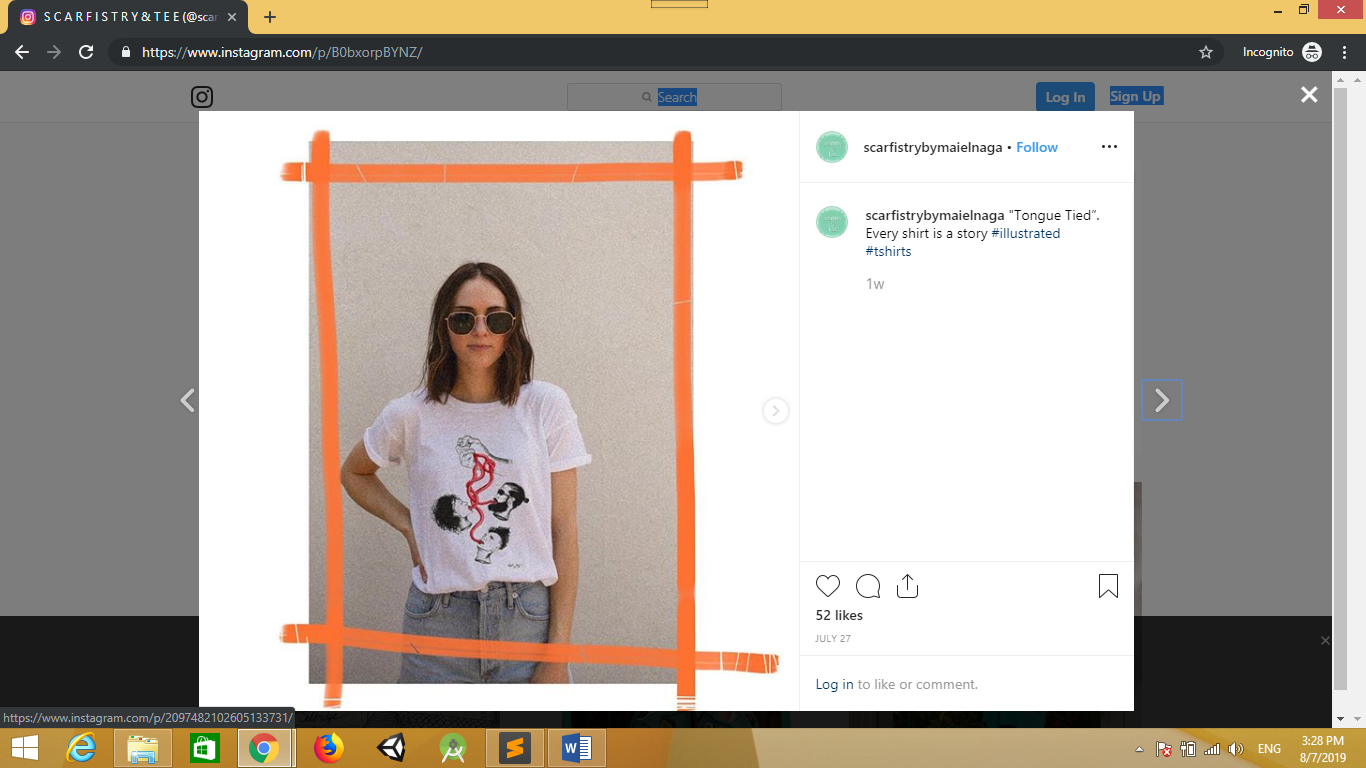 S C A R F I S T R Y & T E E (@scar
https://www.instagram.com/p/B0bxorpBYNZ/
Incognito
Search
Log In
Sign Up
scarfistrybymaielnaga • Follow
scarfistrybymaielnaga "Tongue Tied”.
Every shirt is a story #illustrated
#tshirts
1w
52 likes
JULY 27
Log in to like or comment.
https://www.instagram.com/p/2097482102605133731/
ENG
3:28 PM
8/7/2019